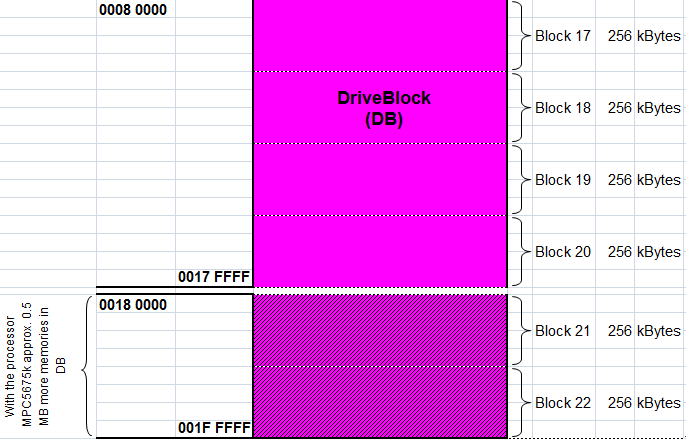 0008 0000
Block 17 256 kBytes
DriveBlock
(DB)
Block 18 256 kBytes
Block 19 256 kBytes
Block 20 256 kBytes
0017 FFFF
0018 0000
With the processor
MPC5675k approx. 0.5
MB more memories in
DB
Block 21 256 kBytes
Block 22 256 kBytes
001F FFFF